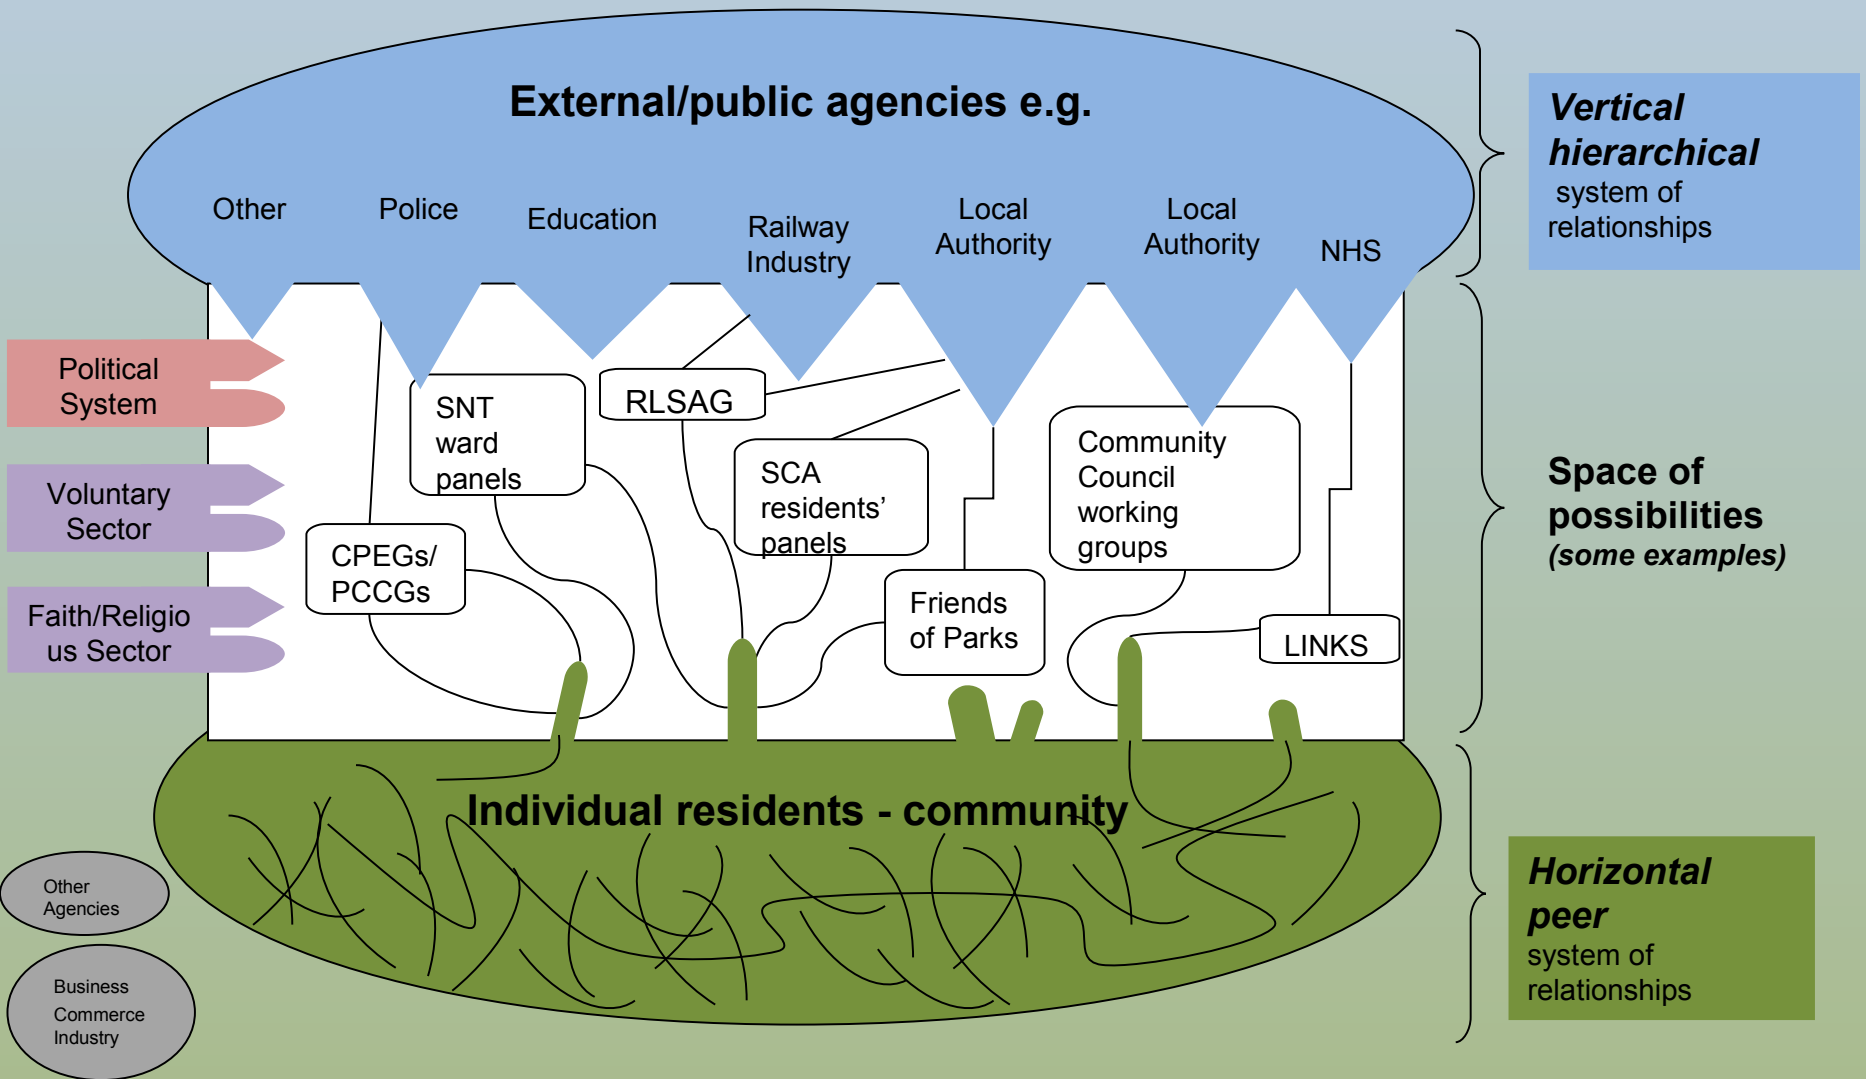 External/public agencies e.g.
Other
Police
Education
Railway
Industry
Local
Authority
Local
Authority
NHS
Vertical
hierarchical
system of
relationships
Political
System
Voluntary
Sector
Faith/Religio
us Sector
SNT
ward
panels
RLSAG
CPEGs/
PCCGs
SCA
residents’
panels
Friends
of Parks
Community
Council
working
groups
LINKS
Space of
possibilities
(some examples)
Individual residents - community
Other
Agencies
Business
Commerce
Industry
Horizontal
peer
system of
relationships